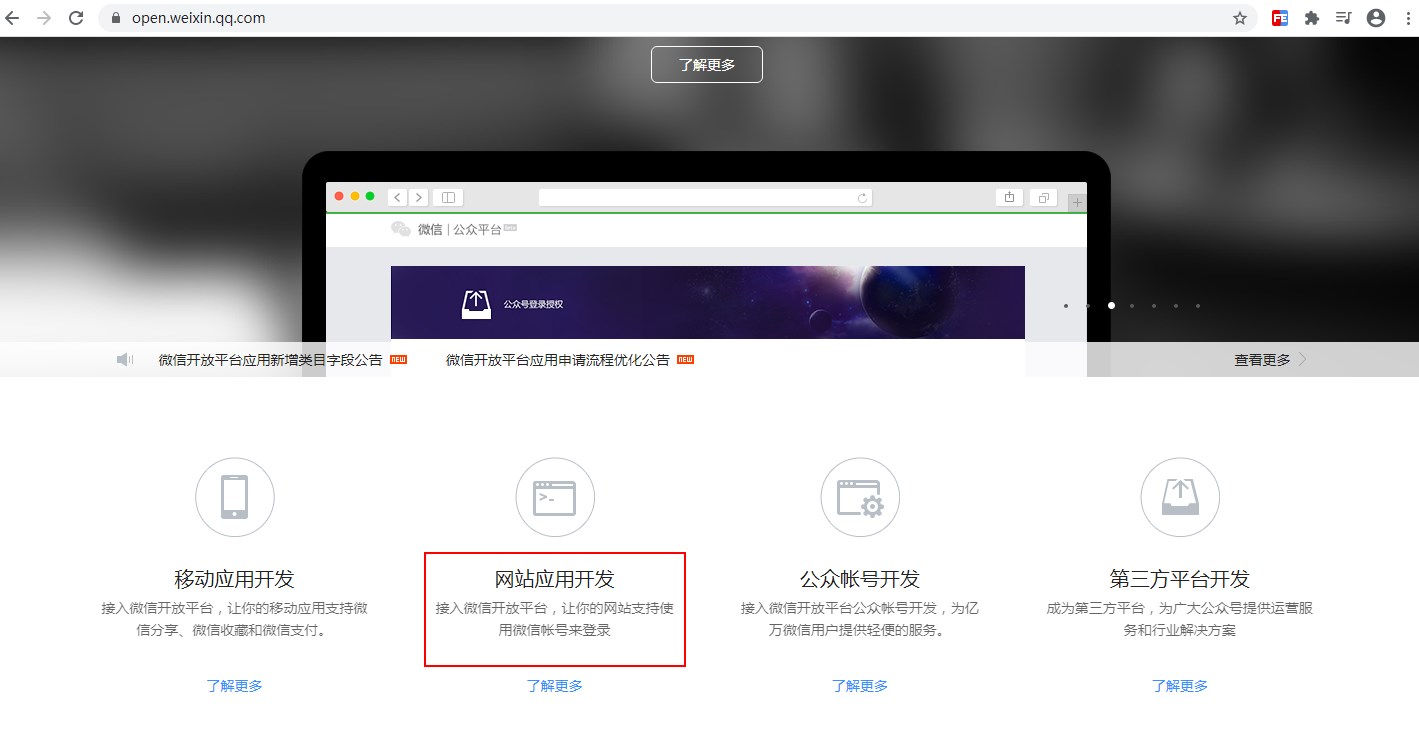 open.weixin.qq.com
了解更多
微信 | 公众平台
公众号登录授权
微信开放平台应用新增类目字段公告 NEW
微信开放平台应用申请流程优化公告 NEW
查看更多
移动应用开发
接入微信开放平台，让你的移动应用支持微
信分享、微信收藏和微信支付。
了解更多
网站应用开发
接入微信开放平台，让你的网站支持使
用微信帐号来登录
了解更多
公众帐号开发
接入微信开放平台公众帐号开发，为亿
万微信用户提供轻便的服务。
了解更多
第三方平台开发
成为第三方平台，为广大公众号提供运营服
务和行业解决方案
了解更多